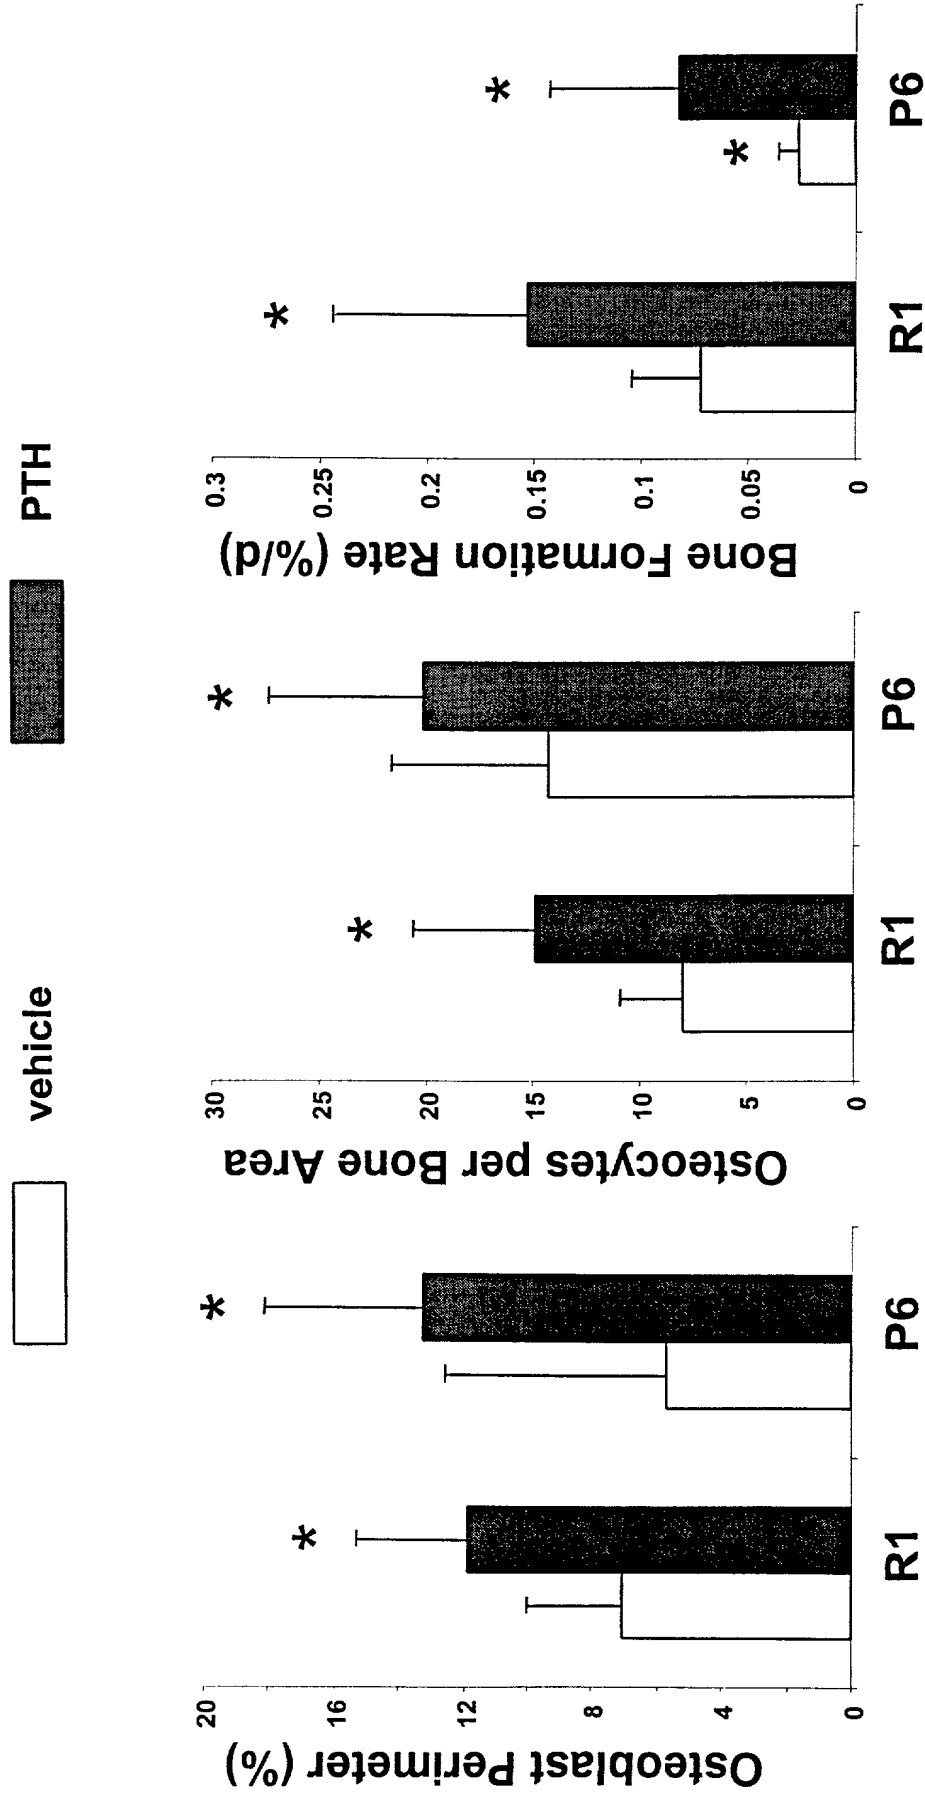 vehicle
PTH
Osteoblast Perimeter (%)
20
16
12
8
4
0
R1
P6
*
*
Osteocytes per Bone Area
30
25
20
15
10
5
0
R1
P6
*
*
Bone Formation Rate (%/d)
0.3
0.25
0.2
0.15
0.1
0.05
0
R1
P6
*
*
*